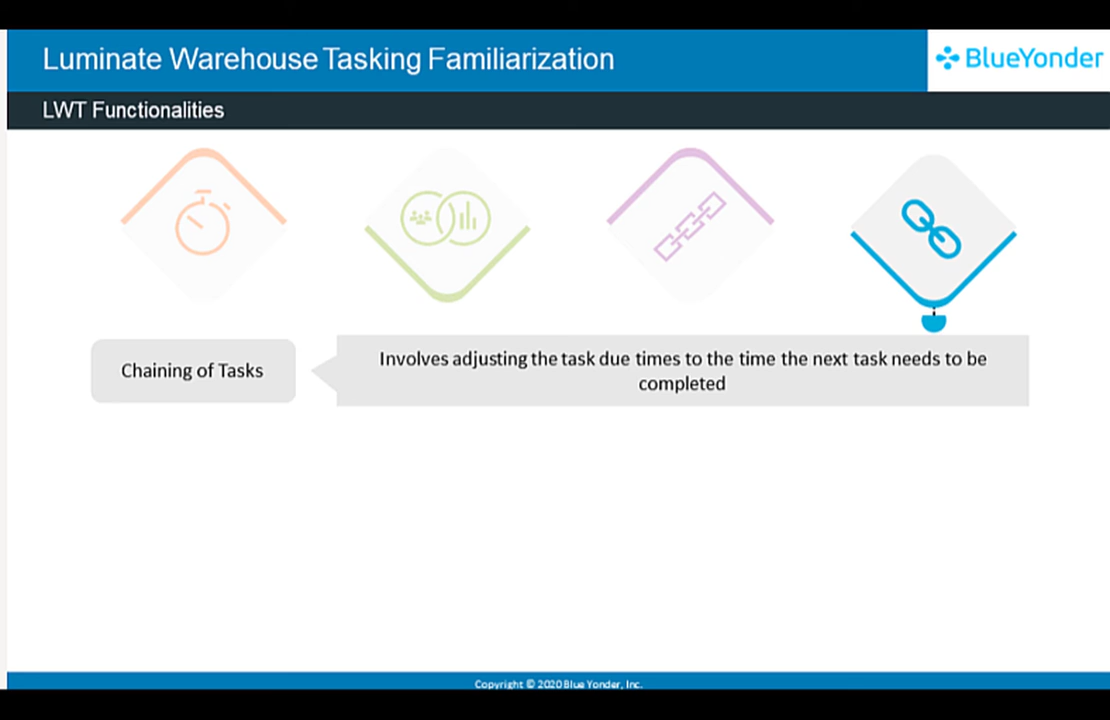 Luminate Warehouse Tasking Familiarization
BlueYonder
LWT Functionalities
Chaining of Tasks
Involves adjusting the task due times to the time the next task needs to be
completed
Copyright © 2020 Blue Yonder, Inc.